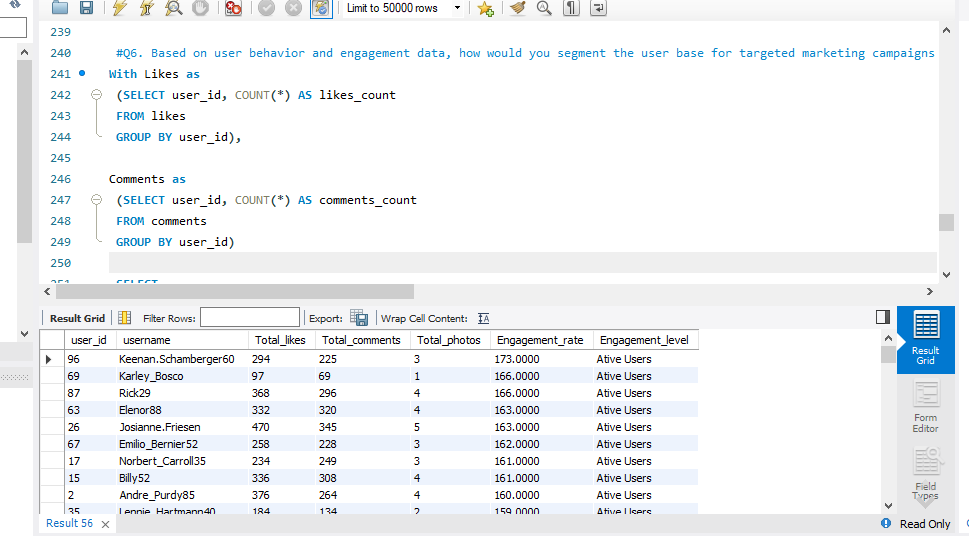 Limit to 50000 rows
239
240 #Q6. Based on user behavior and engagement data, how would you segment the user base for targeted marketing campaigns
241 With Likes as
242 (SELECT user_id, COUNT(*) AS likes_count
243 FROM likes
244 GROUP BY user_id),
245
246 Comments as
247 (SELECT user_id, COUNT(*) AS comments_count
248 FROM comments
249 GROUP BY user_id)
250
251 SELECT
Result Grid Filter Rows: Export: Wrap Cell Content: IA
user_id username Total_likes Total_comments Total_photos Engagement_rate Engagement_level
96 Keenan.Schamberger60 294 225 3 173.0000 Ative Users
69 Karley_Bosco 97 69 1 166.0000 Ative Users
87 Rick29 368 296 4 166.0000 Ative Users
63 Elenor88 332 320 4 163.0000 Ative Users
26 Josianne.Friesen 470 345 5 163.0000 Ative Users
67 Emilio_Bernier52 258 228 3 162.0000 Ative Users
17 Norbert_Carroll35 234 249 3 161.0000 Ative Users
15 Billy52 336 308 4 161.0000 Ative Users
2 Andre_Purdy85 376 264 4 160.0000 Ative Users
35 Lennie_Hartmann40 184 134 2 159.0000 Ative Users
Result
Grid
Form
Editor
Field
Types
Result 56
Read Only